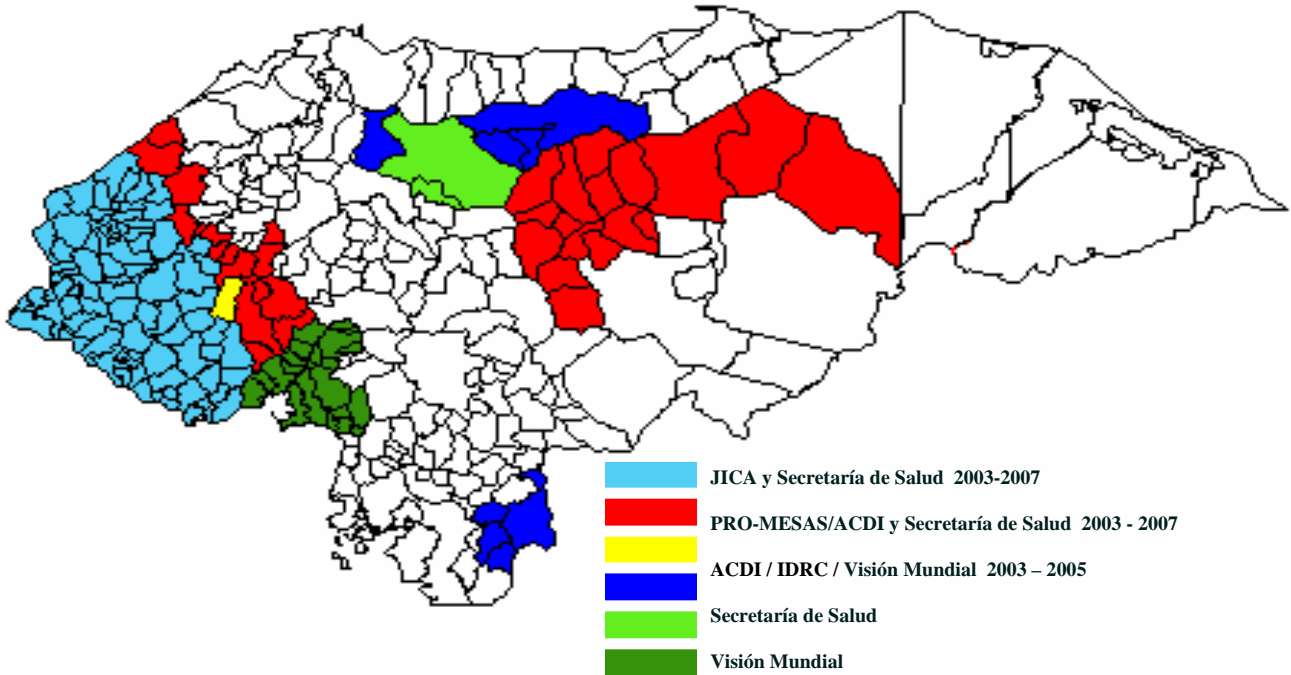 JICA y Secretaría de Salud 2003-2007
PRO-MESAS/ACDI y Secretaría de Salud 2003 - 2007
ACDI / IDRC / Visión Mundial 2003 – 2005
Secretaría de Salud
Visión Mundial